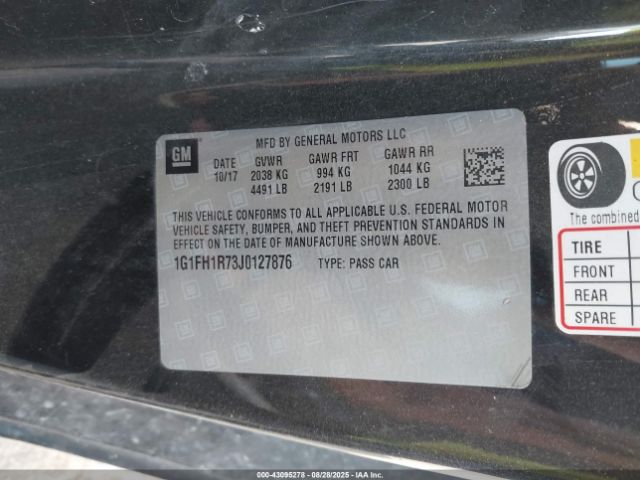 GM
MFD BY GENERAL MOTORS LLC
DATE GVWR GAWR FRT GAWR RR
10/17 2038 KG 994 KG 1044 KG
4491 LB 2191 LB 2300 LB
THIS VEHICLE CONFORMS TO ALL APPLICABLE U.S. FEDERAL MOTOR
VEHICLE SAFETY, BUMPER, AND THEFT PREVENTION STANDARDS IN
EFFECT ON THE DATE OF MANUFACTURE SHOWN ABOVE.
1G1FH1R73J0127876 TYPE: PASS CAR
The combined
TIRE
FRONT
REAR
SPARE
000-43095278 | 08/28/2025 | IAAI.COM